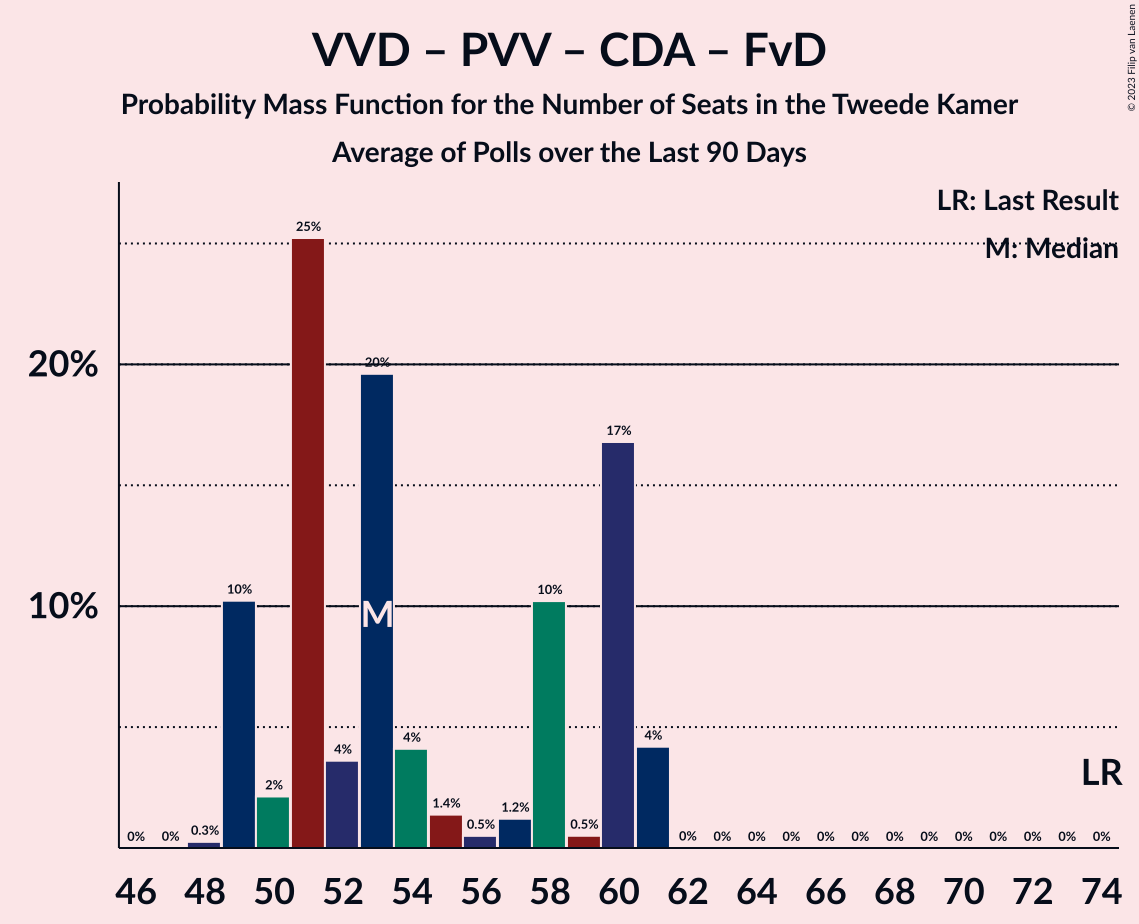 VVD – PVV – CDA – FvD
Probability Mass Function for the Number of Seats in the Tweede Kamer
Average of Polls over the Last 90 Days
© 2023 Filip van Laenen
LR: Last Result
M: Median
25%
20%
20%
17%
10%
10%
10%
M
4%
4%
4%
2%
1.4%
1.2%
0.5%
0.5%
0.3%
LR
0% 0% 0% 0% 0% 0% 0% 0% 0% 0% 0% 0% 0% 0% 0%
46 48 50 52 54 56 58 60 62 64 66 68 70 72 74